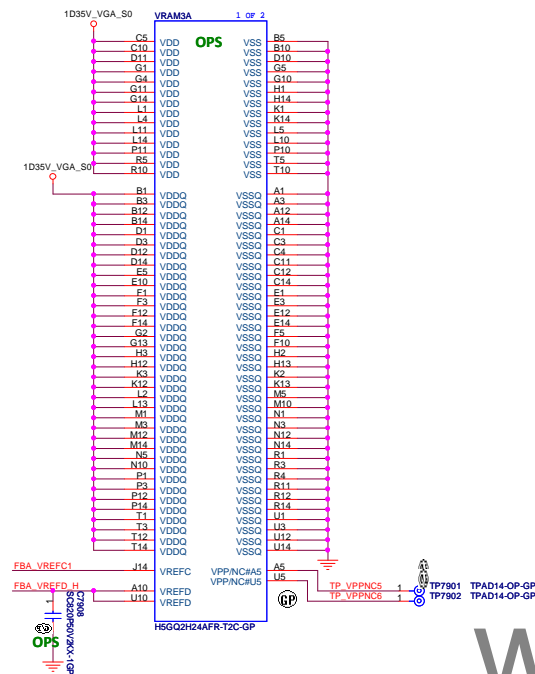 1D35V_VGA_S0
VRAM3A 1 OF 2
OPS
C5 VDD VSS B5
C10 VDD VSS B10
D11 VDD VSS D10
G1 VDD VSS G5
G4 VDD VSS G10
G11 VDD VSS H1
G14 VDD VSS H14
L1 VDD VSS K1
L4 VDD VSS K14
L11 VDD VSS L5
L14 VDD VSS L10
P11 VDD VSS P10
R5 VDD VSS T5
R10 VDD VSS T10
1D35V_VGA_S0
B1 VDDQ VSSQ A1
B3 VDDQ VSSQ A3
B12 VDDQ VSSQ A12
B14 VDDQ VSSQ A14
D1 VDDQ VSSQ C1
D3 VDDQ VSSQ C3
D12 VDDQ VSSQ C4
D14 VDDQ VSSQ C11
E5 VDDQ VSSQ C12
E10 VDDQ VSSQ C14
F1 VDDQ VSSQ E1
F3 VDDQ VSSQ E3
F12 VDDQ VSSQ E12
F14 VDDQ VSSQ E14
G2 VDDQ VSSQ F5
G13 VDDQ VSSQ F10
H3 VDDQ VSSQ H2
H12 VDDQ VSSQ H13
K3 VDDQ VSSQ K2
K12 VDDQ VSSQ K13
L2 VDDQ VSSQ M5
L13 VDDQ VSSQ M10
M1 VDDQ VSSQ N1
M3 VDDQ VSSQ N3
M12 VDDQ VSSQ N12
M14 VDDQ VSSQ N14
N5 VDDQ VSSQ R1
N10 VDDQ VSSQ R3
P1 VDDQ VSSQ R4
P3 VDDQ VSSQ R11
P12 VDDQ VSSQ R12
P14 VDDQ VSSQ R14
T1 VDDQ VSSQ U1
T3 VDDQ VSSQ U3
T12 VDDQ VSSQ U12
T14 VDDQ VSSQ U14
FBA_VREFC1 J14 VREFC VPP/NC#A5 A5
VPP/NC#U5 U5
FBA_VREFD_H A10 VREFD TP_VPPNC5 1 TP7901 TPAD14-OP-GP
U10 VREFD TP_VPPNC6 1 TP7902 TPAD14-OP-GP
GP
1
C7908
SC820P50V2KX-1GP
OPS
H5GQ2H24AFR-T2C-GP
W